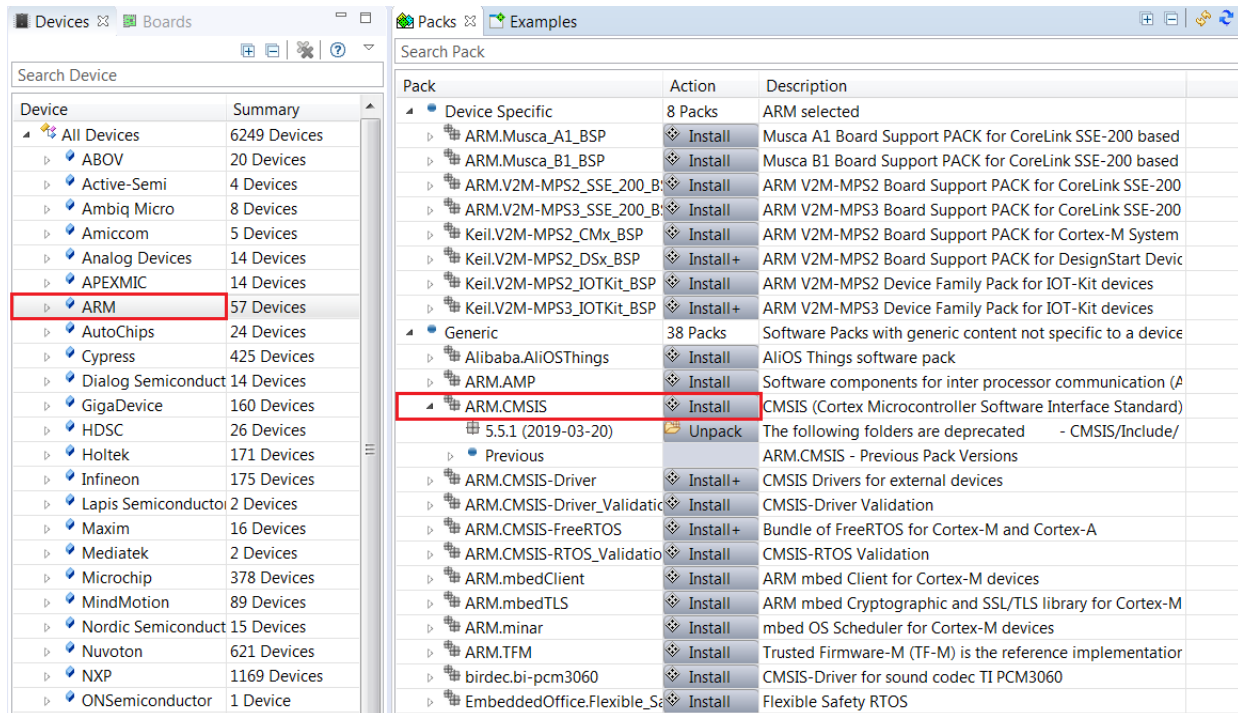 Devices Boards
Search Device
Device Summary
All Devices 6249 Devices
ABOV 20 Devices
Active-Semi 4 Devices
Ambiq Micro 8 Devices
Amiccom 5 Devices
Analog Devices 14 Devices
APEXMIC 14 Devices
ARM 57 Devices
AutoChips 24 Devices
Cypress 425 Devices
Dialog Semiconduct 14 Devices
GigaDevice 160 Devices
HDSC 26 Devices
Holtek 171 Devices
Infineon 175 Devices
Lapis Semiconductor 2 Devices
Maxim 16 Devices
Mediatek 2 Devices
Microchip 378 Devices
MindMotion 89 Devices
Nordic Semiconduct 15 Devices
Nuvoton 621 Devices
NXP 1169 Devices
ONSemiconductor 1 Device
Packs Examples
Search Pack
Pack Action Description
Device Specific 8 Packs ARM selected
ARM.Musca_A1_BSP Install Musca A1 Board Support PACK for CoreLink SSE-200 based
ARM.Musca_B1_BSP Install Musca B1 Board Support PACK for CoreLink SSE-200 based
ARM.V2M-MPS2_SSE_200_BS Install ARM V2M-MPS2 Board Support PACK for CoreLink SSE-200
ARM.V2M-MPS3_SSE_200_BS Install ARM V2M-MPS3 Board Support PACK for CoreLink SSE-200
Keil.V2M-MPS2_CMx_BSP Install ARM V2M-MPS2 Board Support PACK for Cortex-M System
Keil.V2M-MPS2_DSx_BSP Install+ ARM V2M-MPS2 Board Support PACK for DesignStart Devic
Keil.V2M-MPS2_IOTKit_BSP Install ARM V2M-MPS2 Device Family Pack for IOT-Kit devices
Keil.V2M-MPS3_IOTKit_BSP Install+ ARM V2M-MPS3 Device Family Pack for IOT-Kit devices
Generic 38 Packs Software Packs with generic content not specific to a device
Alibaba.AliOSThings Install AliOS Things software pack
ARM.AMP Install Software components for inter processor communication (A
ARM.CMSIS Install CMSIS (Cortex Microcontroller Software Interface Standard)
5.5.1 (2019-03-20) Unpack The following folders are deprecated - CMSIS/Include/
Previous ARM.CMSIS - Previous Pack Versions
ARM.CMSIS-Driver Install+ CMSIS Drivers for external devices
ARM.CMSIS-Driver_Validatic Install CMSIS-Driver Validation
ARM.CMSIS-FreeRTOS Install+ Bundle of FreeRTOS for Cortex-M and Cortex-A
ARM.CMSIS-RTOS_Validatio Install CMSIS-RTOS Validation
ARM.mbedClient Install ARM mbed Client for Cortex-M devices
ARM.mbedTLS Install ARM mbed Cryptographic and SSL/TLS library for Cortex-M
ARM.minar Install mbed OS Scheduler for Cortex-M devices
ARM.TFM Install Trusted Firmware-M (TF-M) is the reference implementation
birdec.bi-pcm3060 Install CMSIS-Driver for sound codec TI PCM3060
EmbeddedOffice.Flexible_Sa Install Flexible Safety RTOS